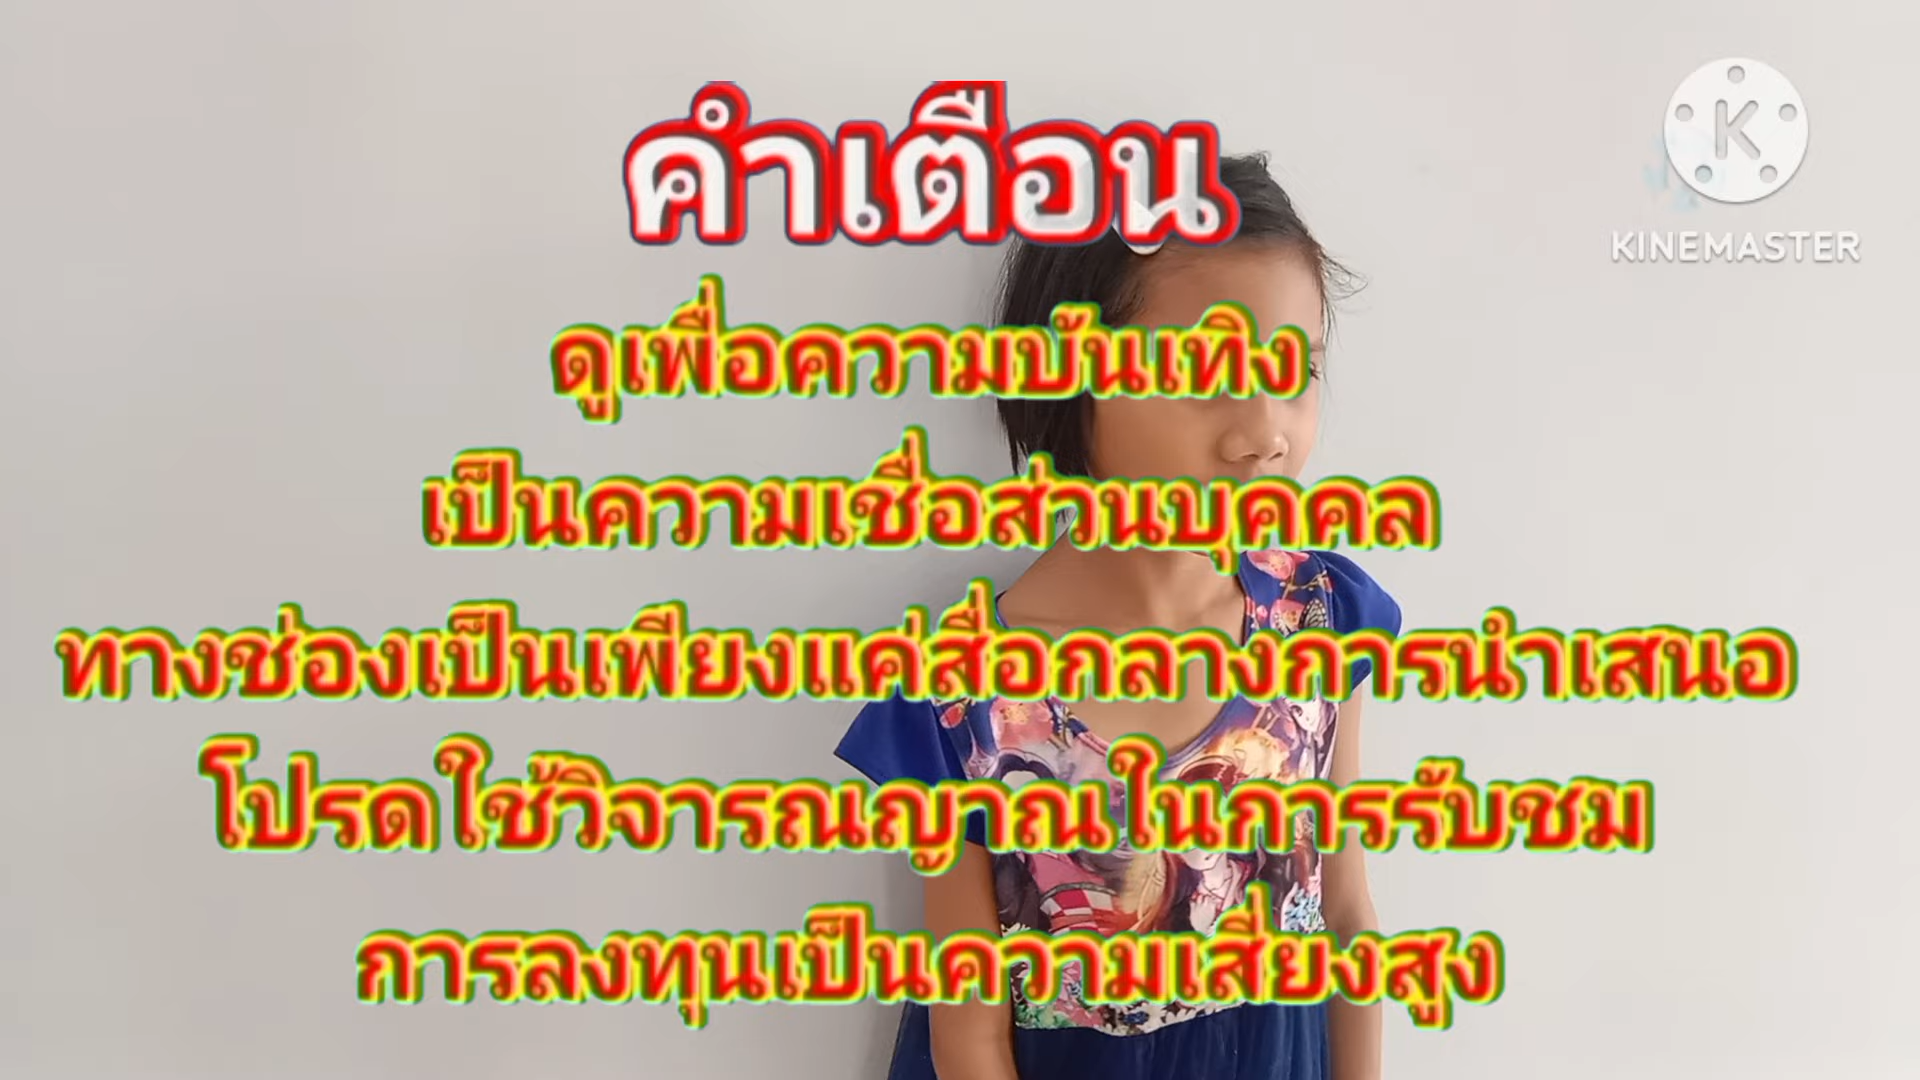 คำเตือน
KINEMASTER
ดูเพื่อความบันเทิง
เป็นความเชื่อส่วนบุคคล
ทางช่องเป็นเพียงแค่สื่อกลางการนำเสนอ
โปรดใช้วิจารณญาณในการรับชม
การลงทุนเป็นความเสี่ยงสูง